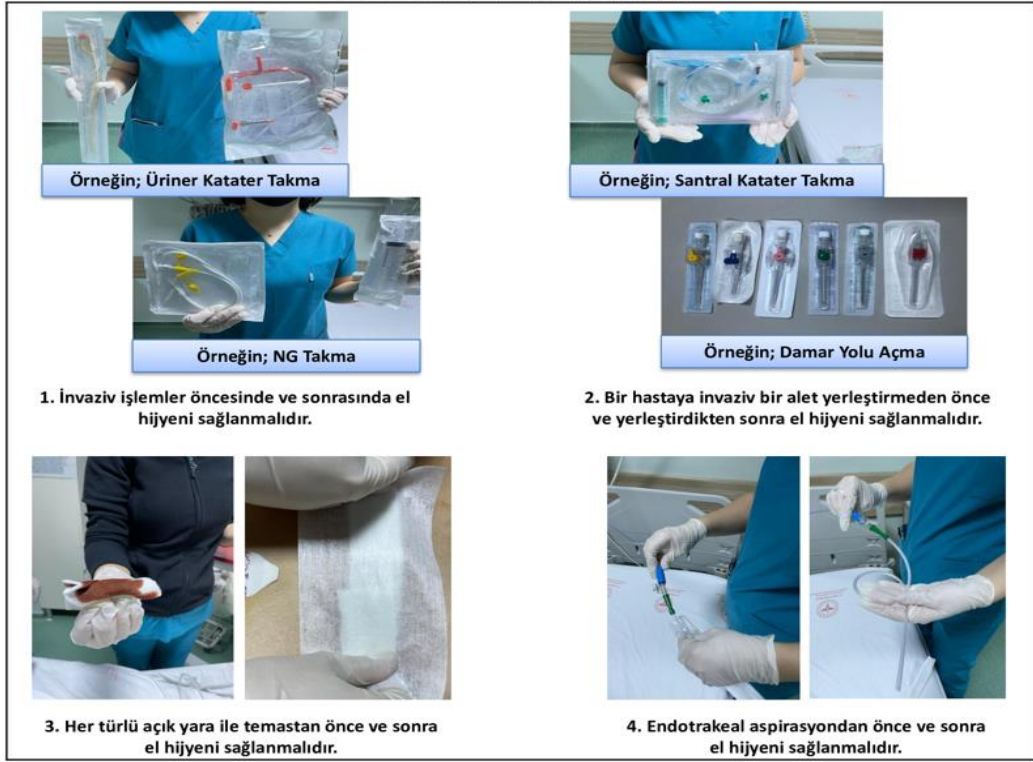 Örneğin; Üriner Katater Takma
Örneğin; Santral Katater Takma
Örneğin; NG Takma
Örneğin; Damar Yolu Açma
1. İnvaziv işlemler öncesinde ve sonrasında el
hijyeni sağlanmalıdır.
2. Bir hastaya invaziv bir alet yerleştirmeden önce
ve yerleştirdikten sonra el hijyeni sağlanmalıdır.
3. Her türlü açık yara ile temastan önce ve sonra
el hijyeni sağlanmalıdır.
4. Endotrakeal aspirasyondan önce ve sonra
el hijyeni sağlanmalıdır.